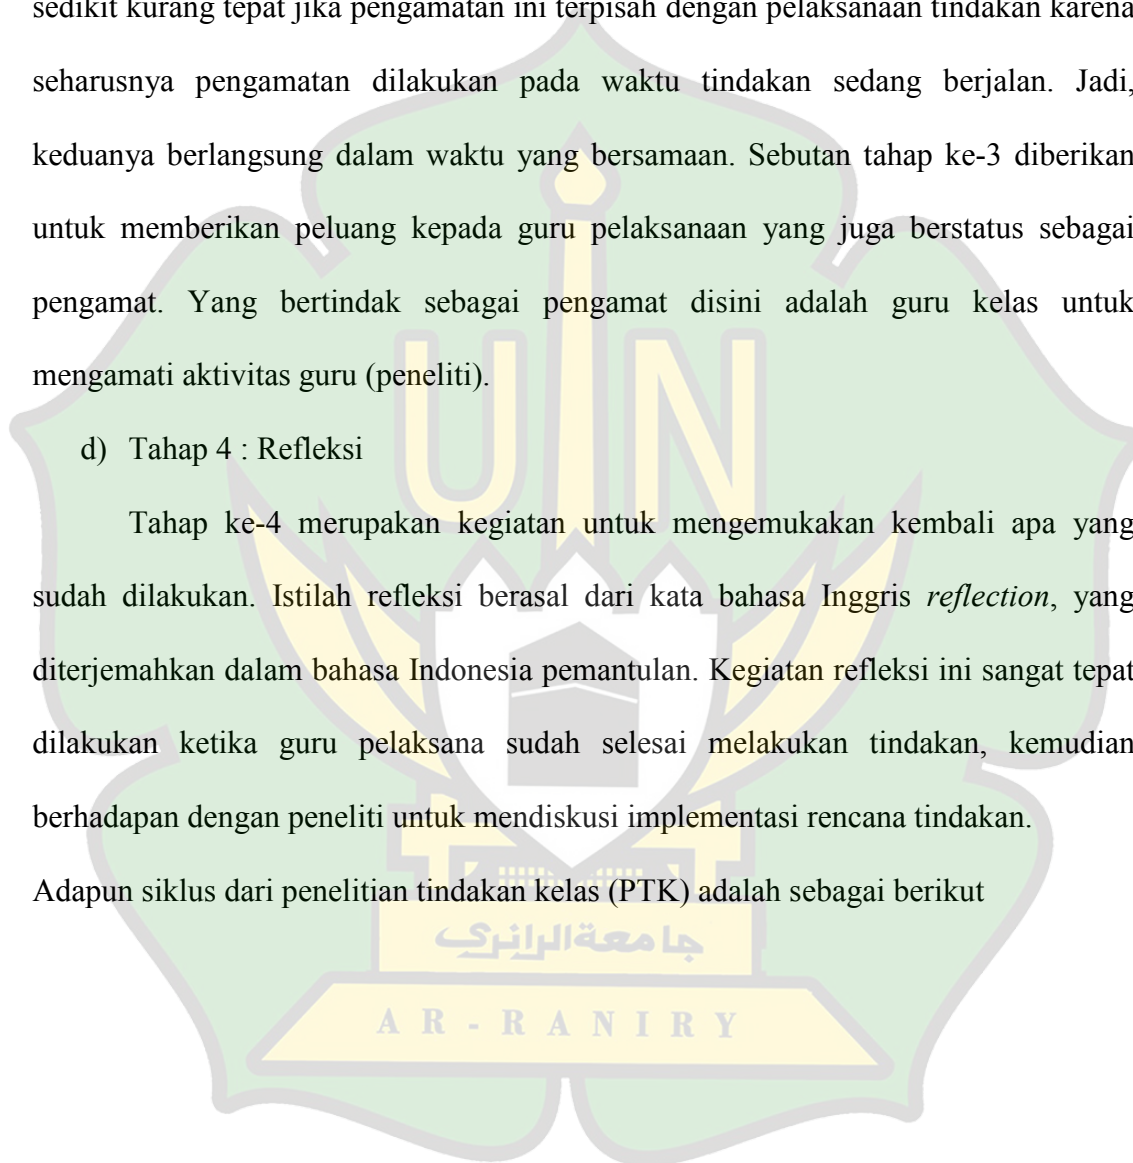 sedikit kurang tepat jika pengamatan ini terpisah dengan pelaksanaan tindakan karena
seharusnya pengamatan dilakukan pada waktu tindakan sedang berjalan. Jadi,
keduanya berlangsung dalam waktu yang bersamaan. Sebutan tahap ke-3 diberikan
untuk memberikan peluang kepada guru pelaksanaan yang juga berstatus sebagai
pengamat. Yang bertindak sebagai pengamat disini adalah guru kelas untuk
mengamati aktivitas guru (peneliti).
d) Tahap 4 : Refleksi
Tahap ke-4 merupakan kegiatan untuk mengemukakan kembali apa yang
sudah dilakukan. Istilah refleksi berasal dari kata bahasa Inggris reflection, yang
diterjemahkan dalam bahasa Indonesia pemantulan. Kegiatan refleksi ini sangat tepat
dilakukan ketika guru pelaksana sudah selesai melakukan tindakan, kemudian
berhadapan dengan peneliti untuk mendiskusi implementasi rencana tindakan.
Adapun siklus dari penelitian tindakan kelas (PTK) adalah sebagai berikut
UIN
جامعة الرانري
AR-RANIRY